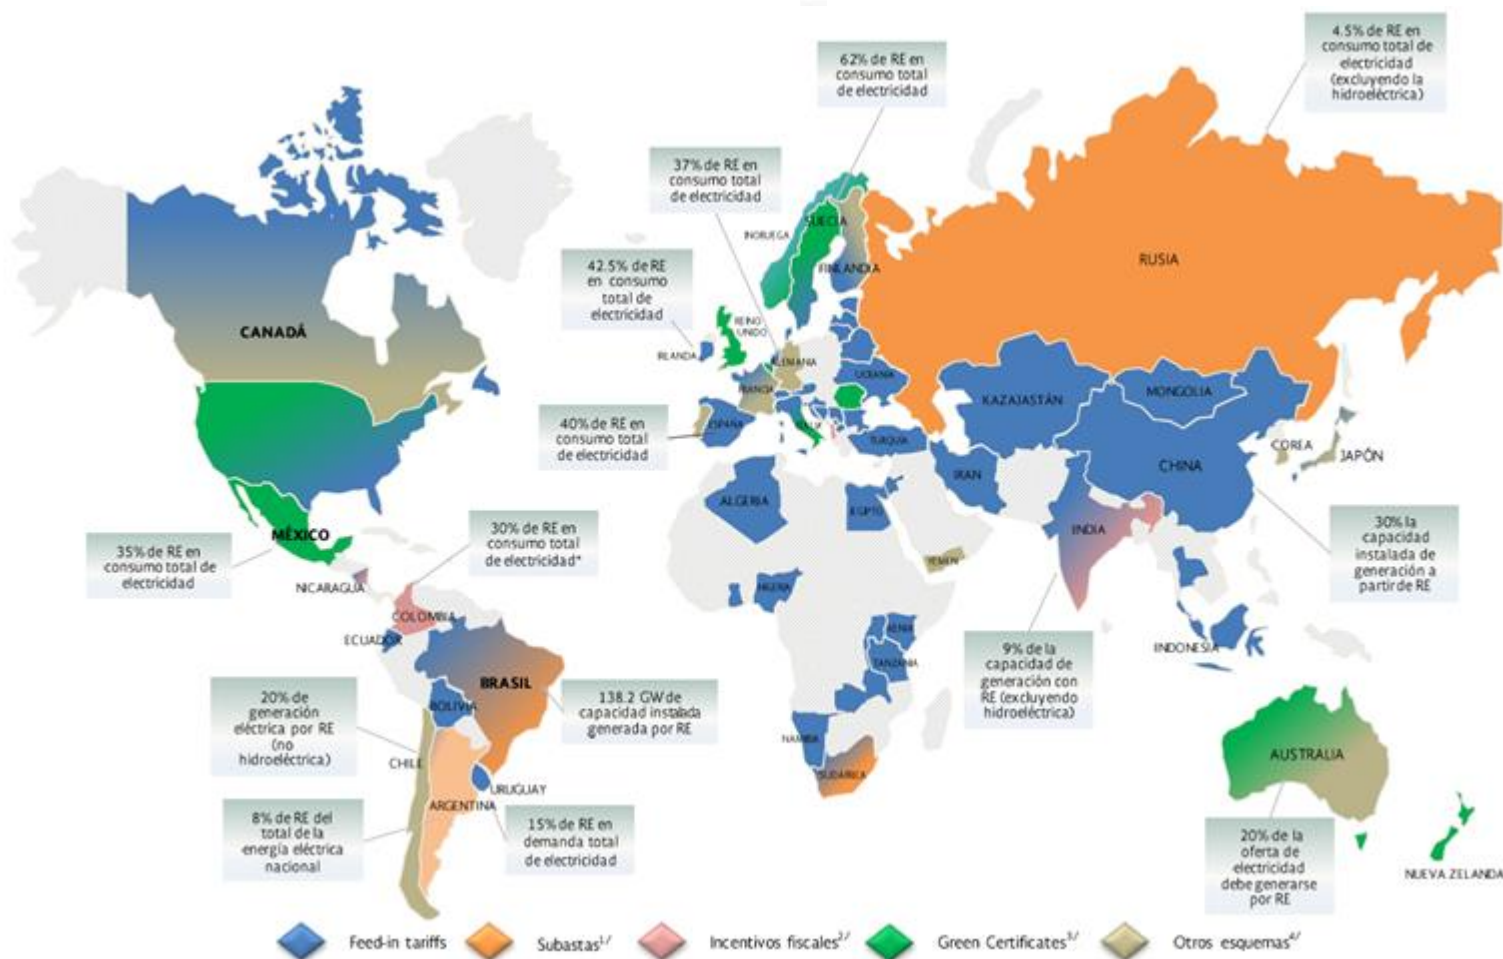 4.5% de RE en
consumo total de
electricidad
(excluyendo la
hidroeléctrica)
62% de RE en
consumo total
de electricidad
37% de RE en
consumo total
de electricidad
42.5% de RE
en consumo
total de
electricidad
40% de RE en
consumo total
de electricidad
35% de RE en
consumo total de
electricidad
30% de RE en
consumo total
de electricidad*
20% de
generación
eléctrica por RE
(no
hidroeléctrica)
8% de RE del
total de la
energía eléctrica
nacional
138.2 GW de
capacidad instalada
generada por RE
15% de RE en
demanda total
de electricidad
9% de la
capacidad de
generación con
RE (excluyendo
hidroeléctrica)
30% la
capacidad
instalada de
generación a
partir de RE
20% de la
oferta de
electricidad
debe generarse
por RE
CANADÁ
MÉXICO
NICARAGUA
COLOMBIA
ECUADOR
BRASIL
BOLIVIA
CHILE
URUGUAY
ARGENTINA
NORUEGA
SUECIA
FINLANDIA
REINO
UNIDO
IRLANDA
ALEMANIA
FRANCIA
ESPAÑA
ITALIA
UCRANIA
TURQUÍA
RUSIA
KAZAJASTÁN
MONGOLIA
CHINA
COREA
JAPÓN
IRAN
INDIA
YEMEN
ALGERIA
EGIPTO
KENIA
TANZANIA
NAMIBIA
SUDÁFRICA
INDONESIA
AUSTRALIA
NUEVA ZELANDA
Feed-in tariffs
Subastas1/
Incentivos fiscales2/
Green Certificates3/
Otros esquemas4/